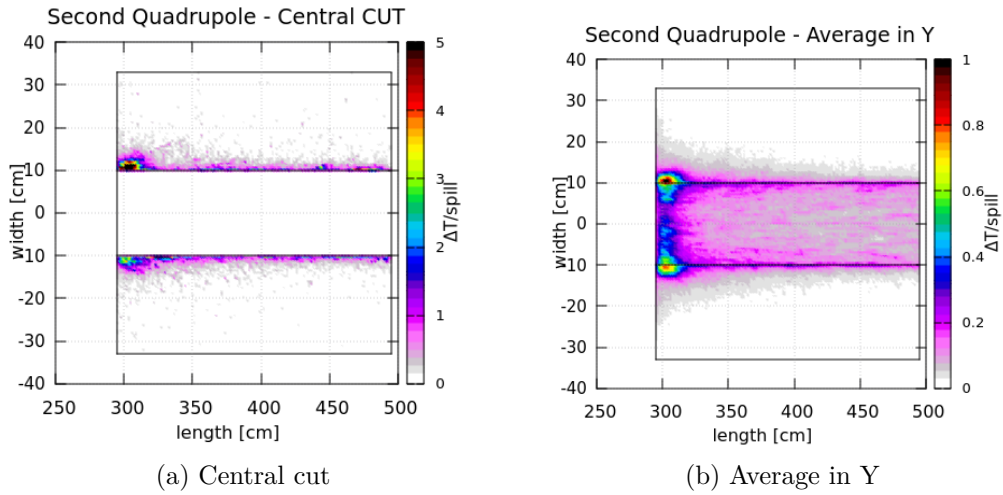 Second Quadrupole - Central CUT
40
30
20
10
0
10
-20
-30
-40
width [cm]
250 300 350 400 450 500
length [cm]
5
4
3
2
1
0
ΔT/spill
(a) Central cut
Second Quadrupole - Average in Y
40
30
20
10
0
-10
-20
-30
-40
width [cm]
250 300 350 400 450 500
length [cm]
1
0.8
0.6
0.4
0.2
0
ΔT/spill
(b) Average in Y